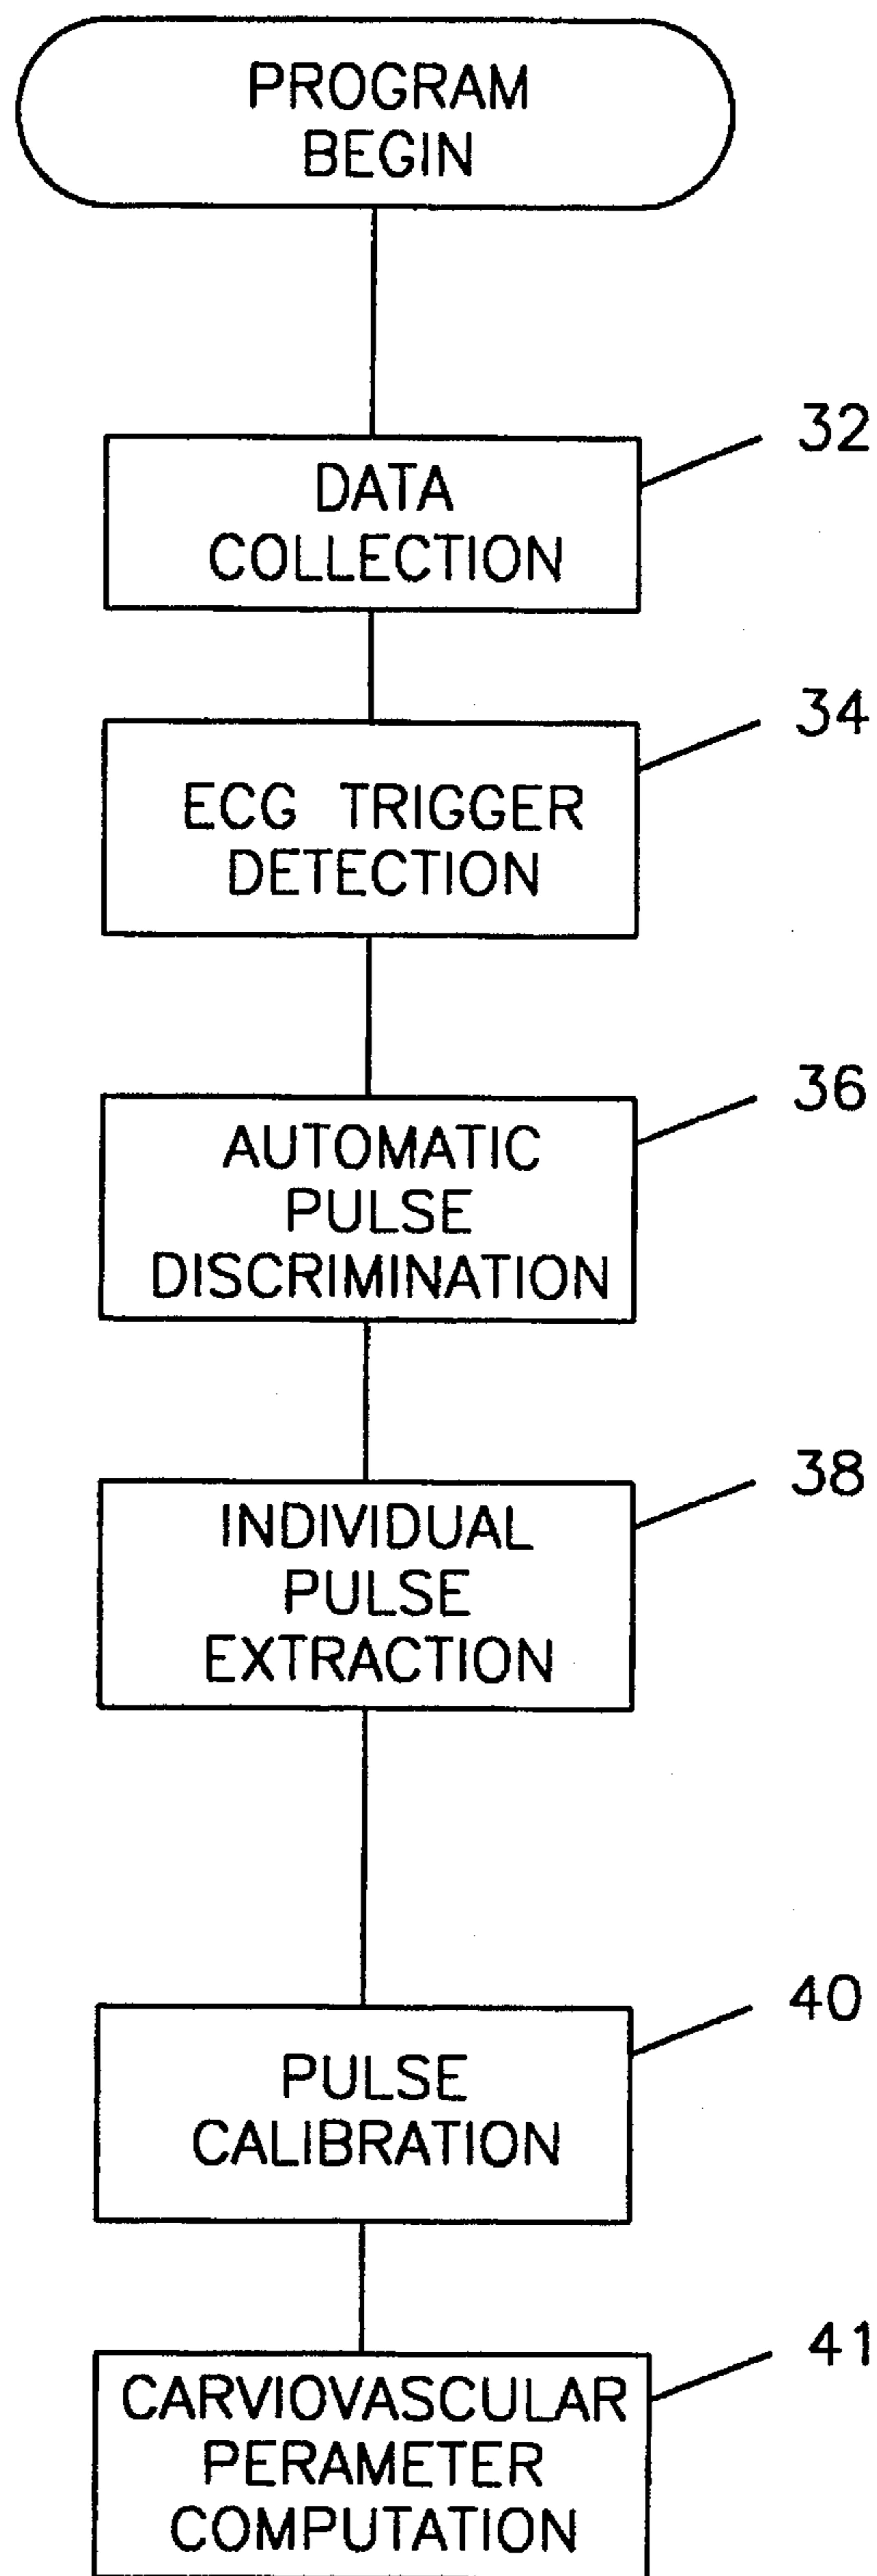 PROGRAM
BEGIN
32
DATA
COLLECTION
34
ECG TRIGGER
DETECTION
36
AUTOMATIC
PULSE
DISCRIMINATION
38
INDIVIDUAL
PULSE
EXTRACTION
40
PULSE
CALIBRATION
41
CARVIOVASCULAR
PERAMETER
COMPUTATION